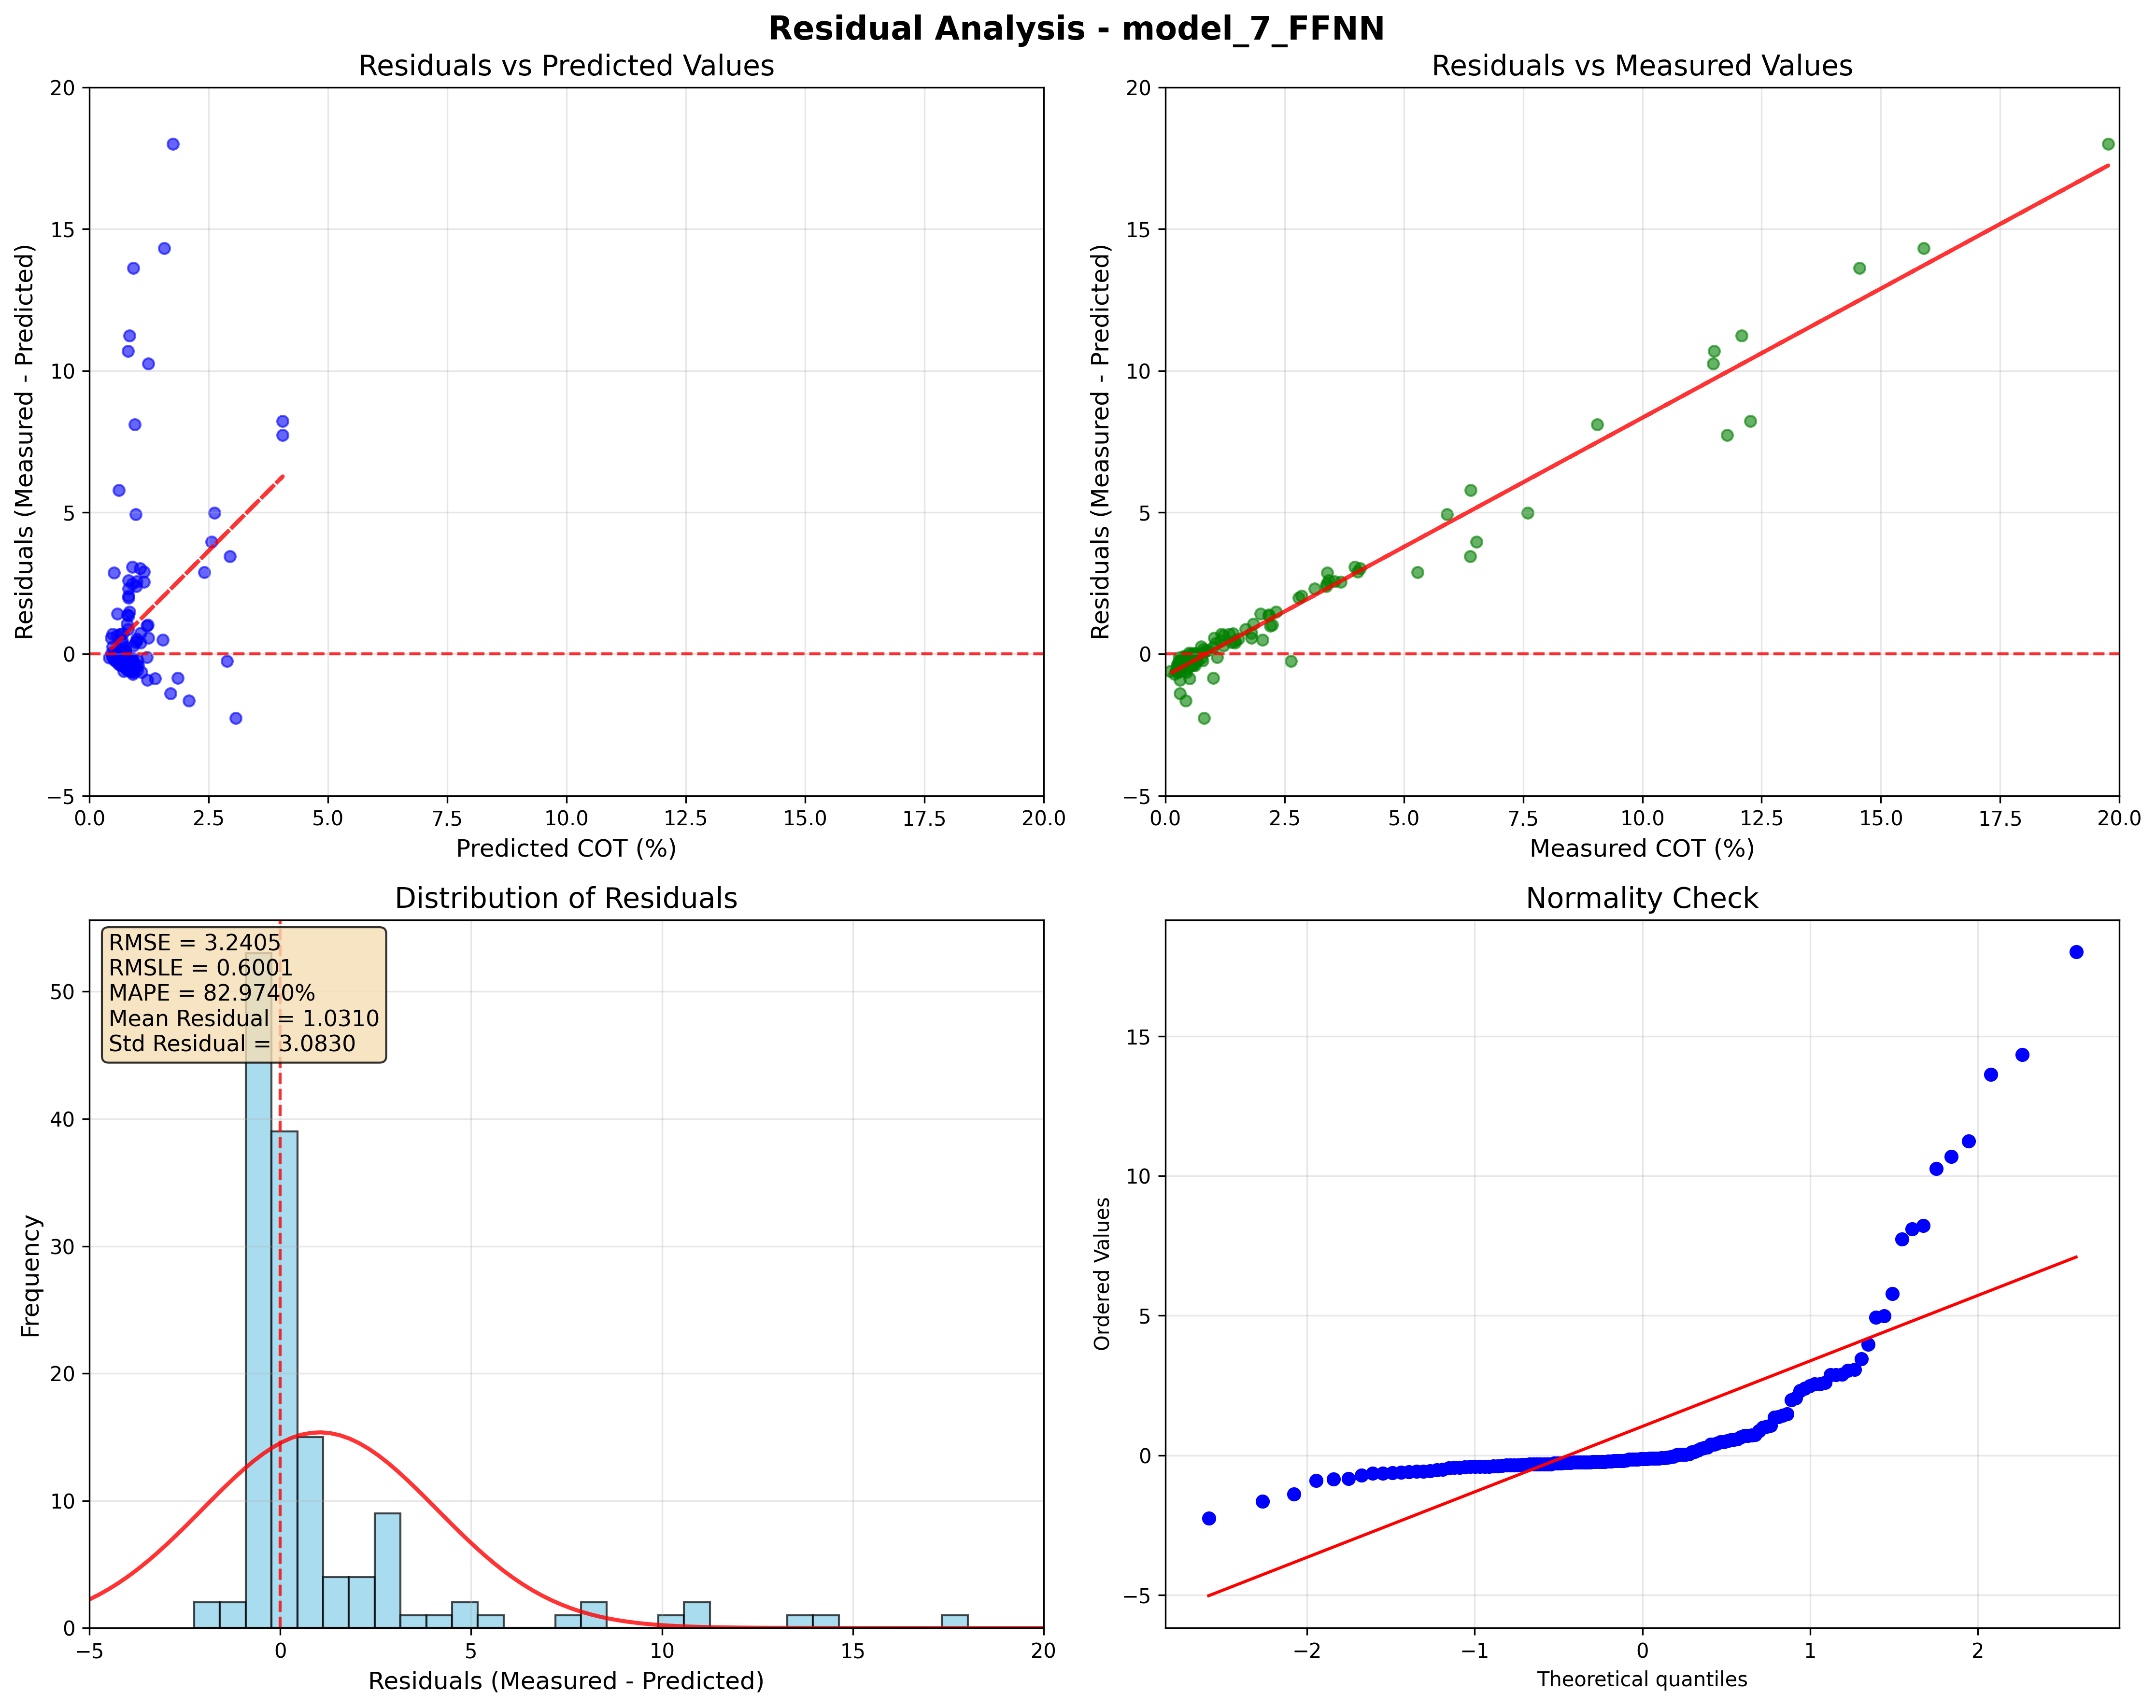 Residual Analysis - model_7_FFNN
Residuals vs Predicted Values
Residuals (Measured - Predicted)
20
15
10
5
0
−5
0.0 2.5 5.0 7.5 10.0 12.5 15.0 17.5 20.0
Predicted COT (%)
Residuals vs Measured Values
Residuals (Measured - Predicted)
20
15
10
5
0
−5
0.0 2.5 5.0 7.5 10.0 12.5 15.0 17.5 20.0
Measured COT (%)
Distribution of Residuals
RMSE = 3.2405
RMSLE = 0.6001
MAPE = 82.9740%
Mean Residual = 1.0310
Std Residual = 3.0830
Frequency
50
40
30
20
10
0
−5 0 5 10 15 20
Residuals (Measured - Predicted)
Normality Check
Ordered Values
15
10
5
0
−5
−2 −1 0 1 2
Theoretical quantiles